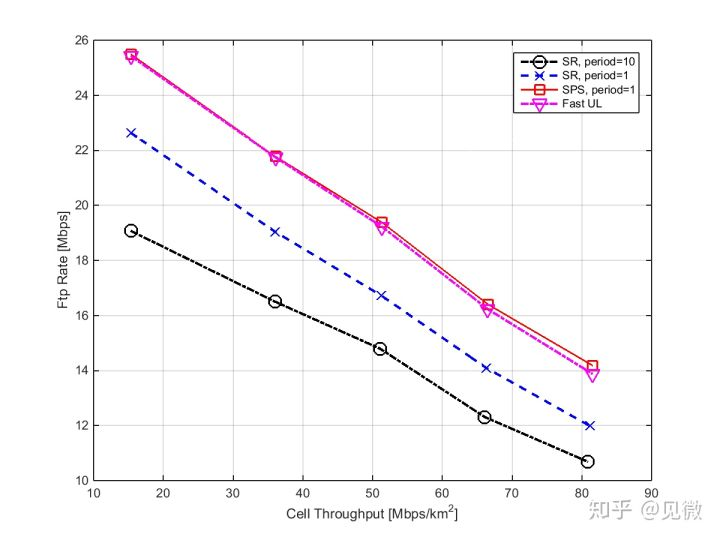 26
24
22
20
18
16
14
12
10
Ftp Rate [Mbps]
SR, period=10
SR, period=1
SPS, period=1
Fast UL
10 20 30 40 50 60 70 80 90
Cell Throughput [Mbps/km²]
知乎 @见微